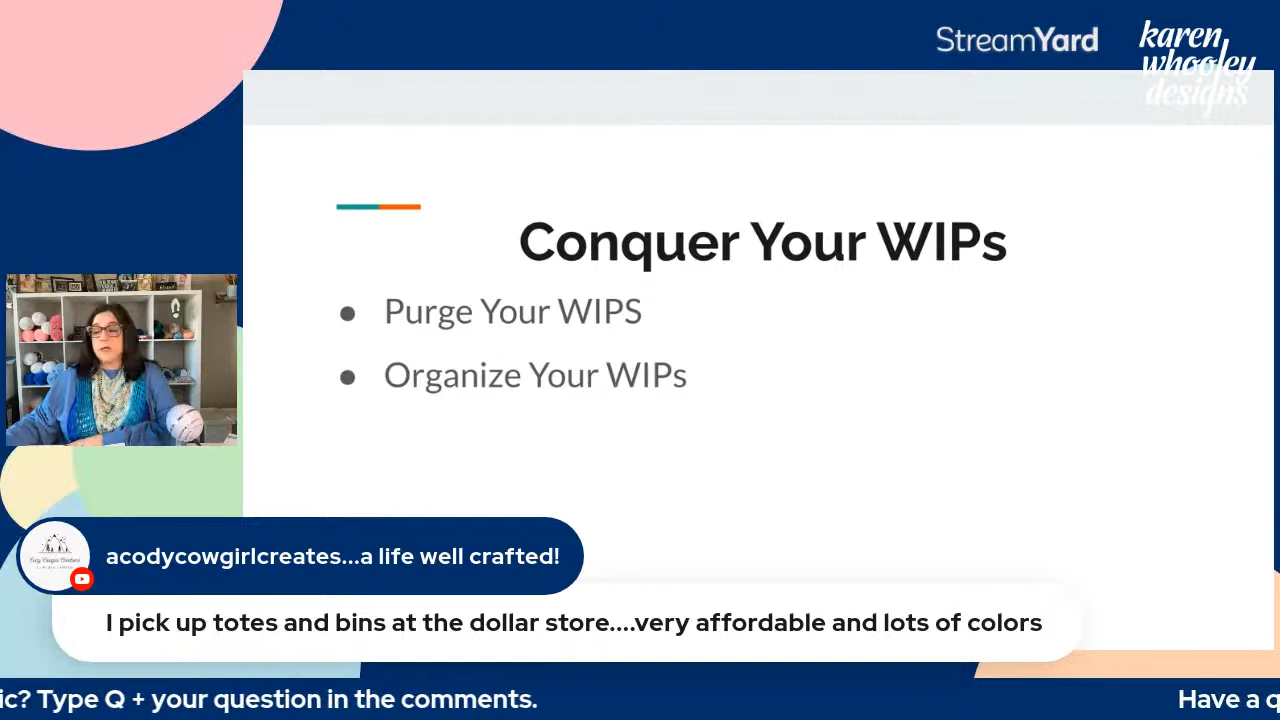 StreamYard
karen
whooley
designs
Conquer Your WIPs
● Purge Your WIPS
● Organize Your WIPs
acodycowgirlcreates...a life well crafted!
I pick up totes and bins at the dollar store....very affordable and lots of colors
ic? Type Q + your question in the comments.
Have a q